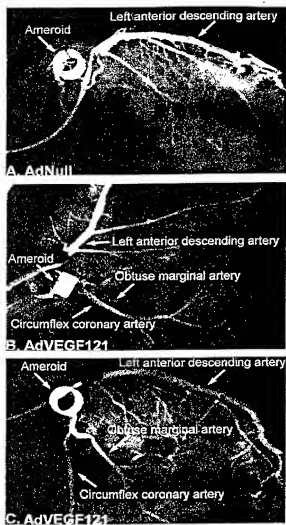 Left anterior descending artery
Ameroid
A. AdNull
Left anterior descending artery
Ameroid
Obtuse marginal artery
Circumflex coronary artery
B. AdVEGF121
Left anterior descending artery
Ameroid
Obtuse marginal artery
Circumflex coronary artery
C. AdVEGF121